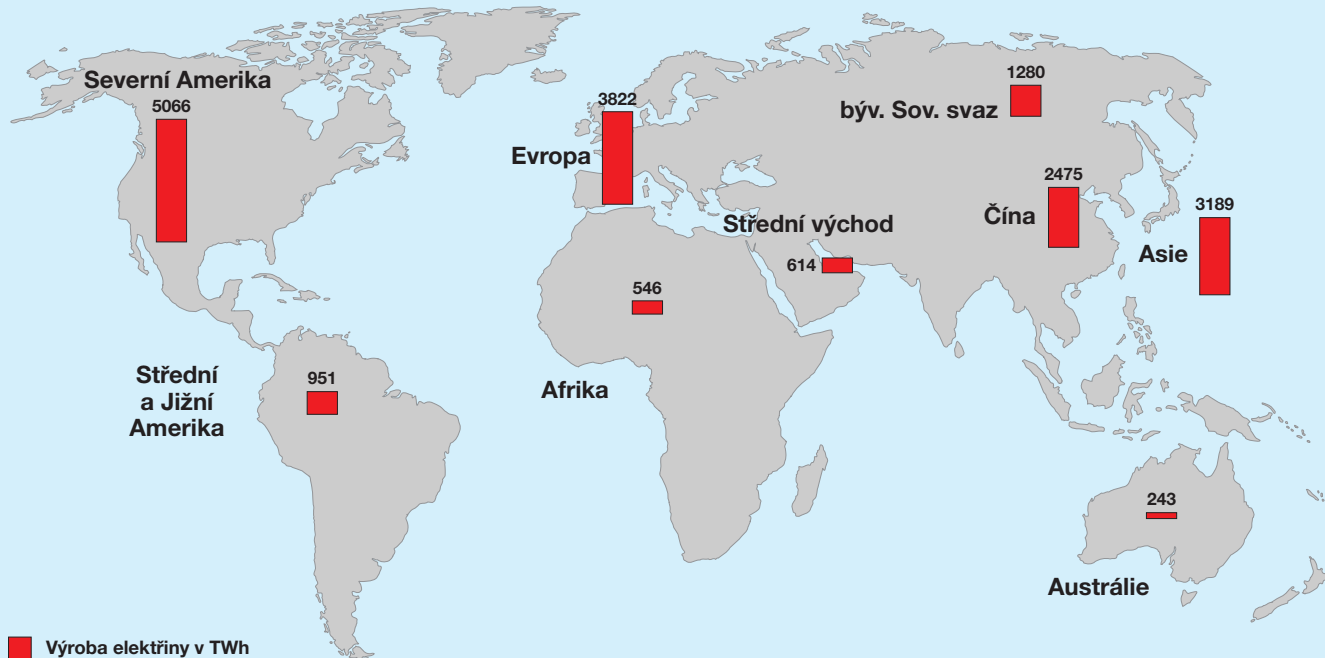 Severní Amerika
5066
3822
Evropa
1280
býv. Sov. svaz
2475
Čína
3189
Asie
Střední východ
614
546
Afrika
Střední
a Jižní
Amerika
951
243
Austrálie
Výroba elektřiny v TWh